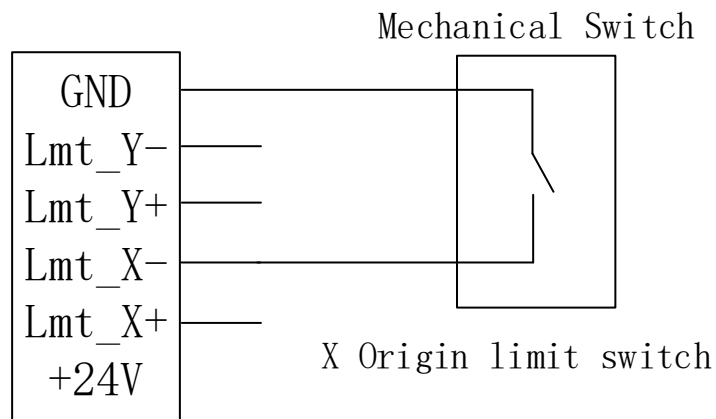 Mechanical Switch
GND
Lmt_Y-
Lmt_Y+
Lmt_X-
Lmt_X+
+24V
X Origin limit switch